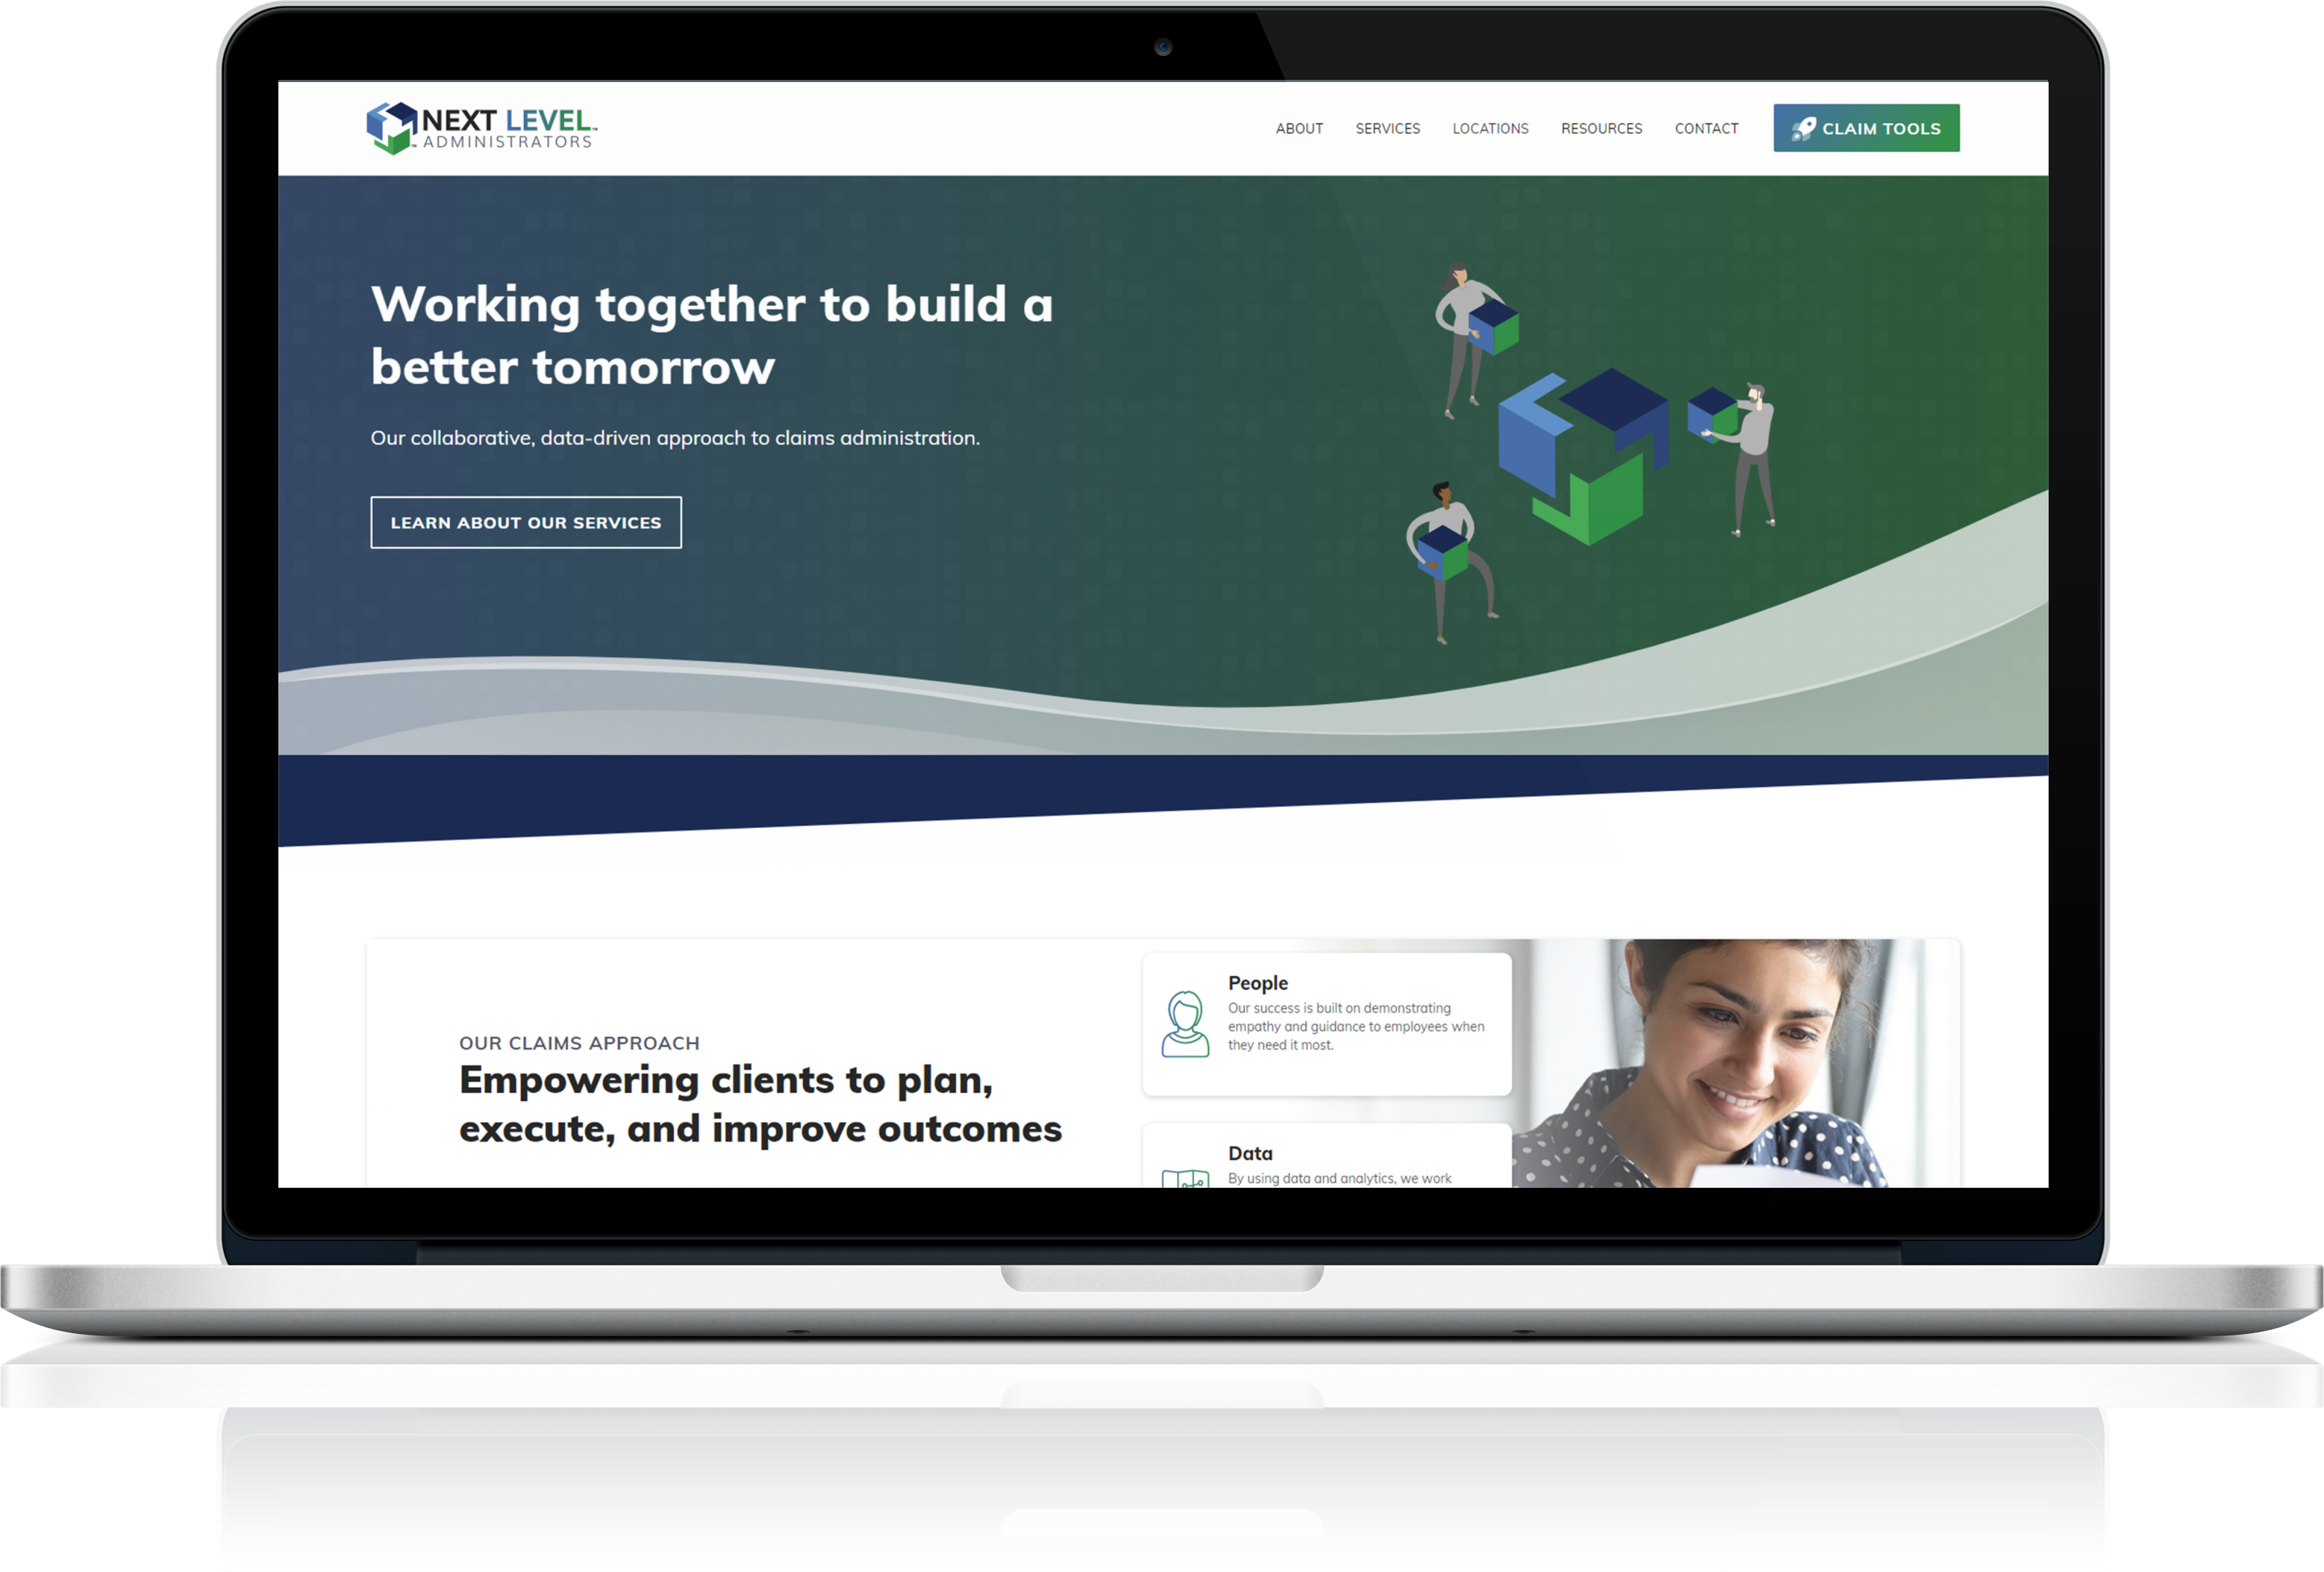 NEXT LEVEL™
ADMINISTRATORS
ABOUT SERVICES LOCATIONS RESOURCES CONTACT CLAIM TOOLS
Working together to build a
better tomorrow
Our collaborative, data-driven approach to claims administration.
LEARN ABOUT OUR SERVICES
OUR CLAIMS APPROACH
Empowering clients to plan,
execute, and improve outcomes
People
Our success is built on demonstrating
empathy and guidance to employees when
they need it most.
Data
By using data and analytics, we work